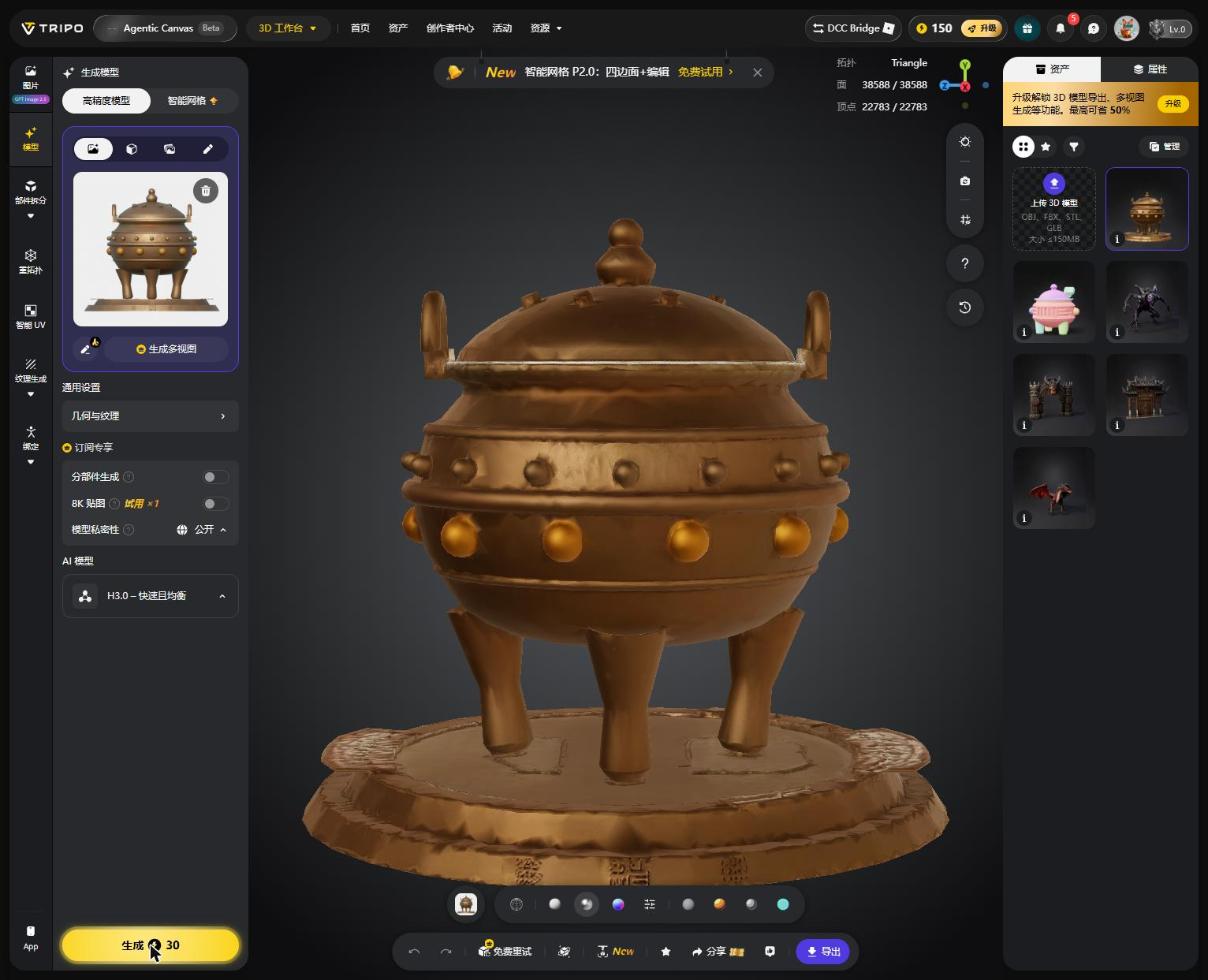 TRIPO
Agentic Canvas Beta
3D 工作台
首页
资产
创作者中心
活动
资源
DCC Bridge
150
升级
5
Lv.0
图片
GPT Image 2.0
模型
部件拆分
重拓扑
智能 UV
纹理生成
绑定
App
生成模型
高精度模型
智能网格
生成多视图
通用设置
几何与纹理
订阅专享
分部件生成 ?
8K 贴图 ? 试用 ×1
模型私密性 ? 公开
AI 模型
H3.0 – 快速且均衡
生成 30
New 智能网格 P2.0：四边面+编辑 免费试用
拓扑 Triangle
面 38588 / 38588
顶点 22783 / 22783
Y
Z
X
?
免费重试
New
分享
导出
资产
属性
升级解锁 3D 模型导出、多视图
生成等功能。最高可省 50%
升级
管理
上传 3D 模型
OBJ、FBX、STL、
GLB
大小 ≤150MB